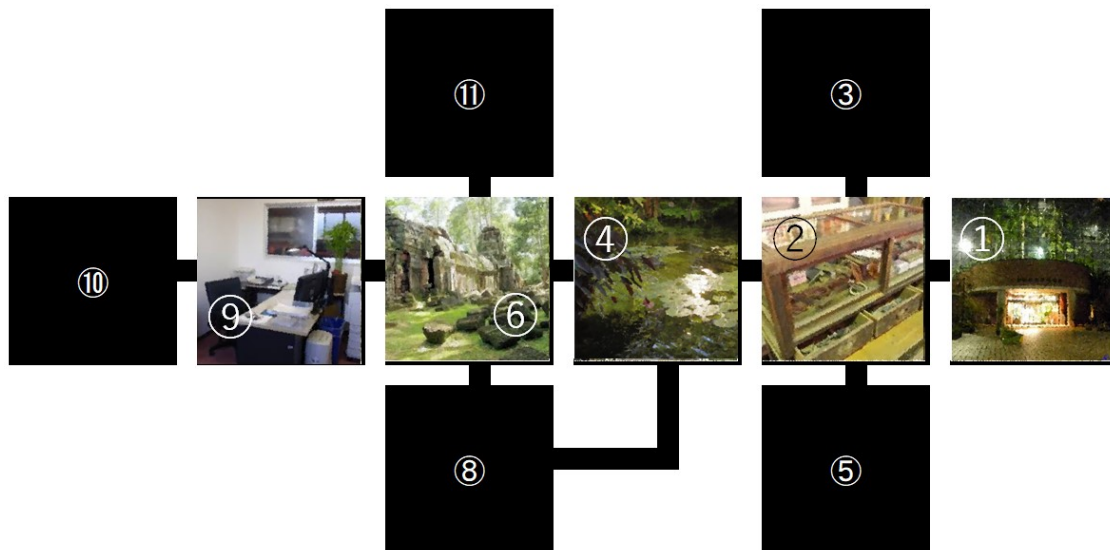 ⑪ ③
⑩ ⑨ ⑥ ④ ② ①
⑧ ⑤